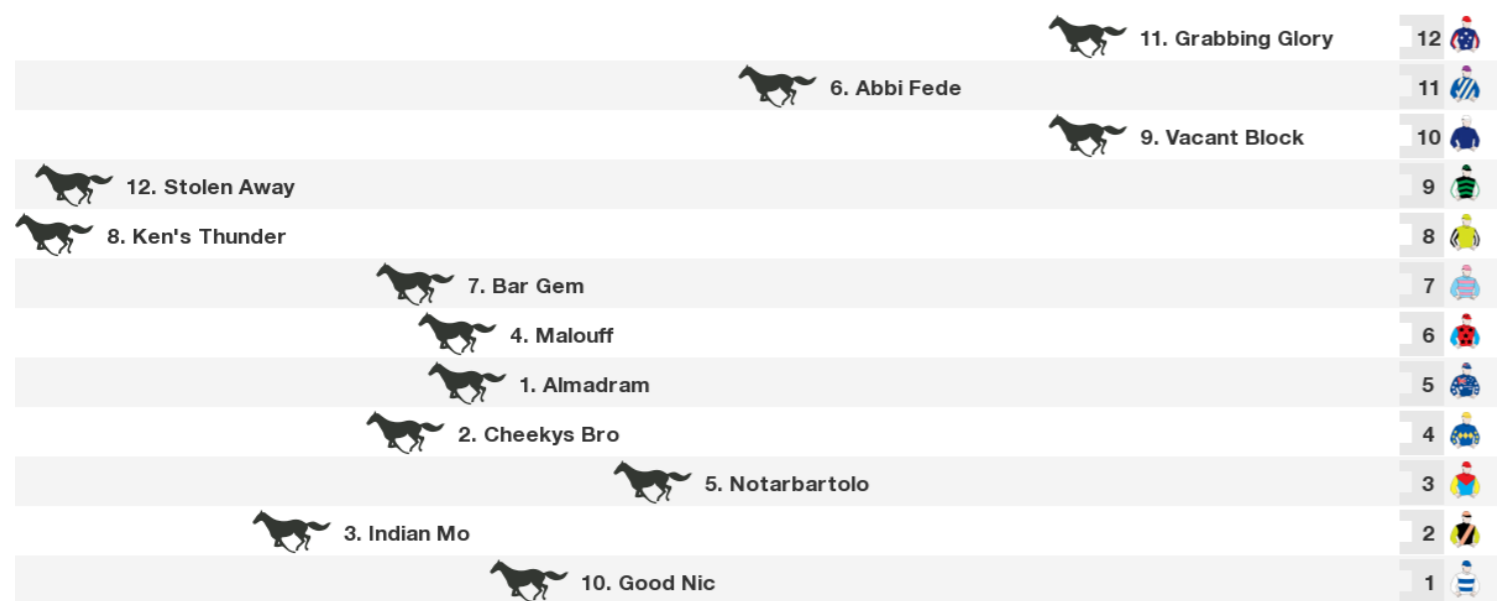 11. Grabbing Glory 12
6. Abbi Fede 11
9. Vacant Block 10
12. Stolen Away 9
8. Ken's Thunder 8
7. Bar Gem 7
4. Malouff 6
1. Almadram 5
2. Cheekys Bro 4
5. Notarbartolo 3
3. Indian Mo 2
10. Good Nic 1